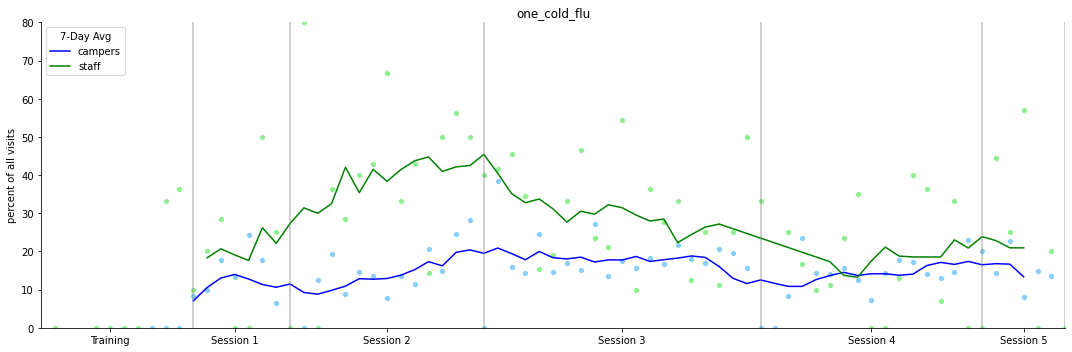 one_cold_flu
7-Day Avg
campers
staff
percent of all visits
80
70
60
50
40
30
20
10
0
Training
Session 1
Session 2
Session 3
Session 4
Session 5